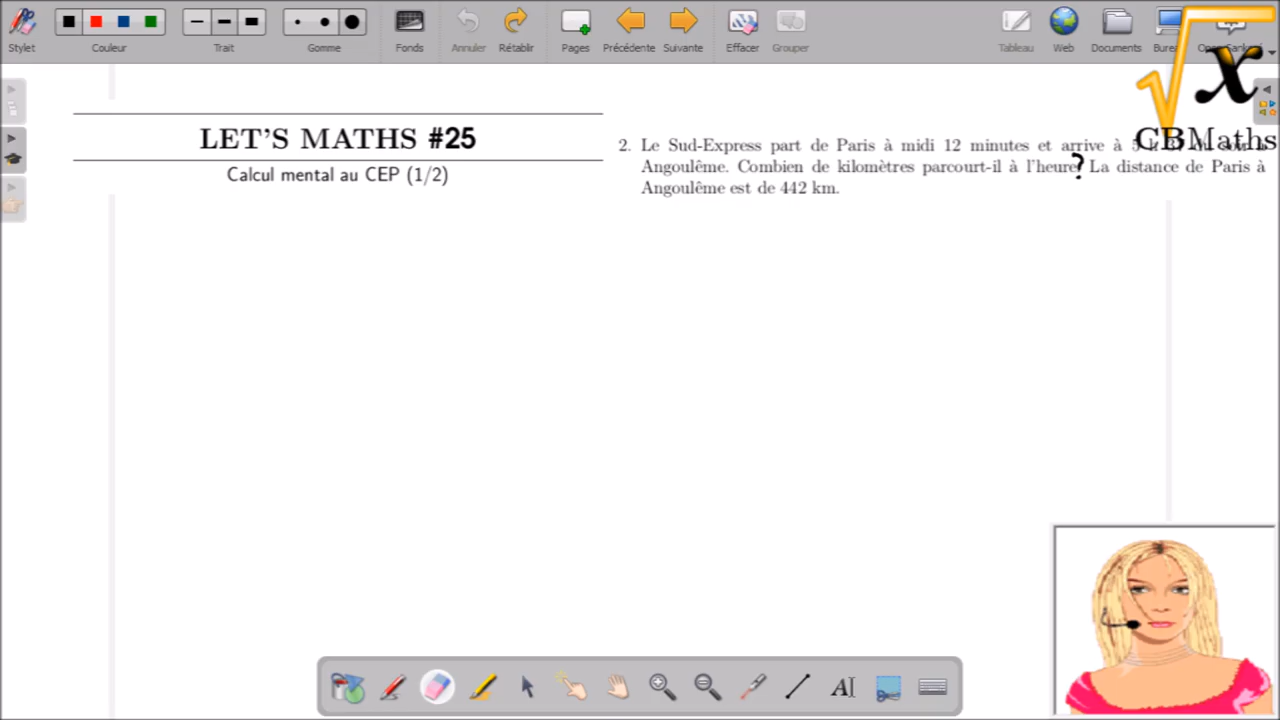 Stylet
Couleur
Trait
Gomme
Fonds
Annuler
Rétablir
Pages
Précédente
Suivante
Effacer
Grouper
Tableau
Web
Documents
x
CBMaths
LET'S MATHS #25
Calcul mental au CEP (1/2)
2. Le Sud-Express part de Paris à midi 12 minutes et arrive à 5
Angoulême. Combien de kilomètres parcourt-il à l'heure? La distance de Paris à
Angoulême est de 442 km.
AI